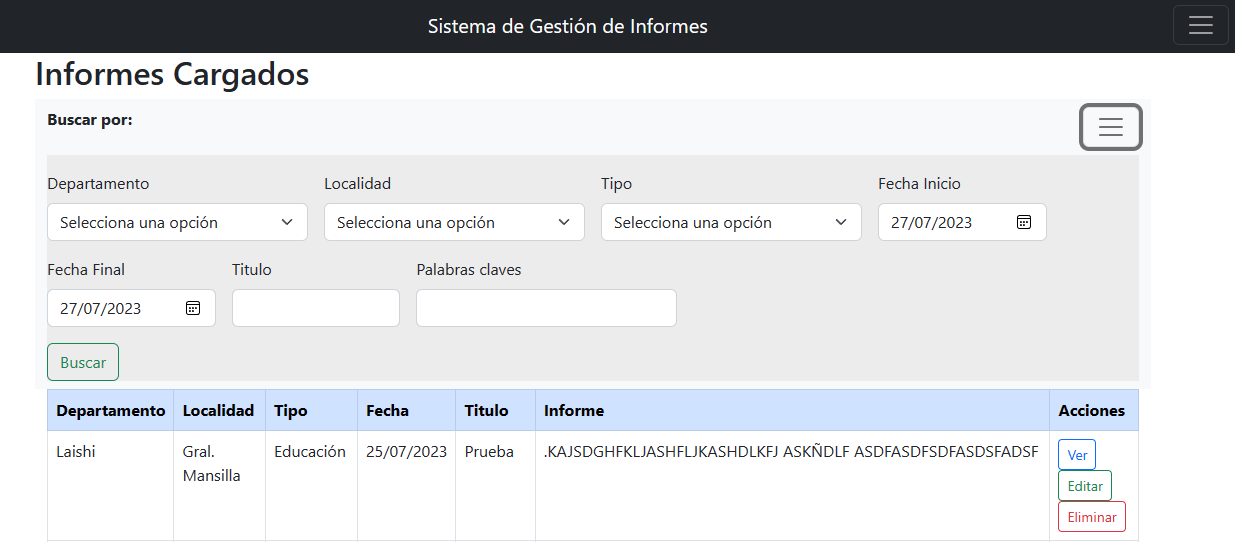 Sistema de Gestión de Informes
Informes Cargados
Buscar por:
Departamento Localidad Tipo Fecha Inicio
Selecciona una opción Selecciona una opción Selecciona una opción 27/07/2023
Fecha Final Titulo Palabras claves
27/07/2023
Buscar
Departamento Localidad Tipo Fecha Titulo Informe Acciones
Laishi Gral. Educación 25/07/2023 Prueba .KAJSDGHFKLJASHFLJKASHDLKFJ ASKÑDLF ASDFASDFSDFASDSFADSF Ver
Mansilla
Editar
Eliminar